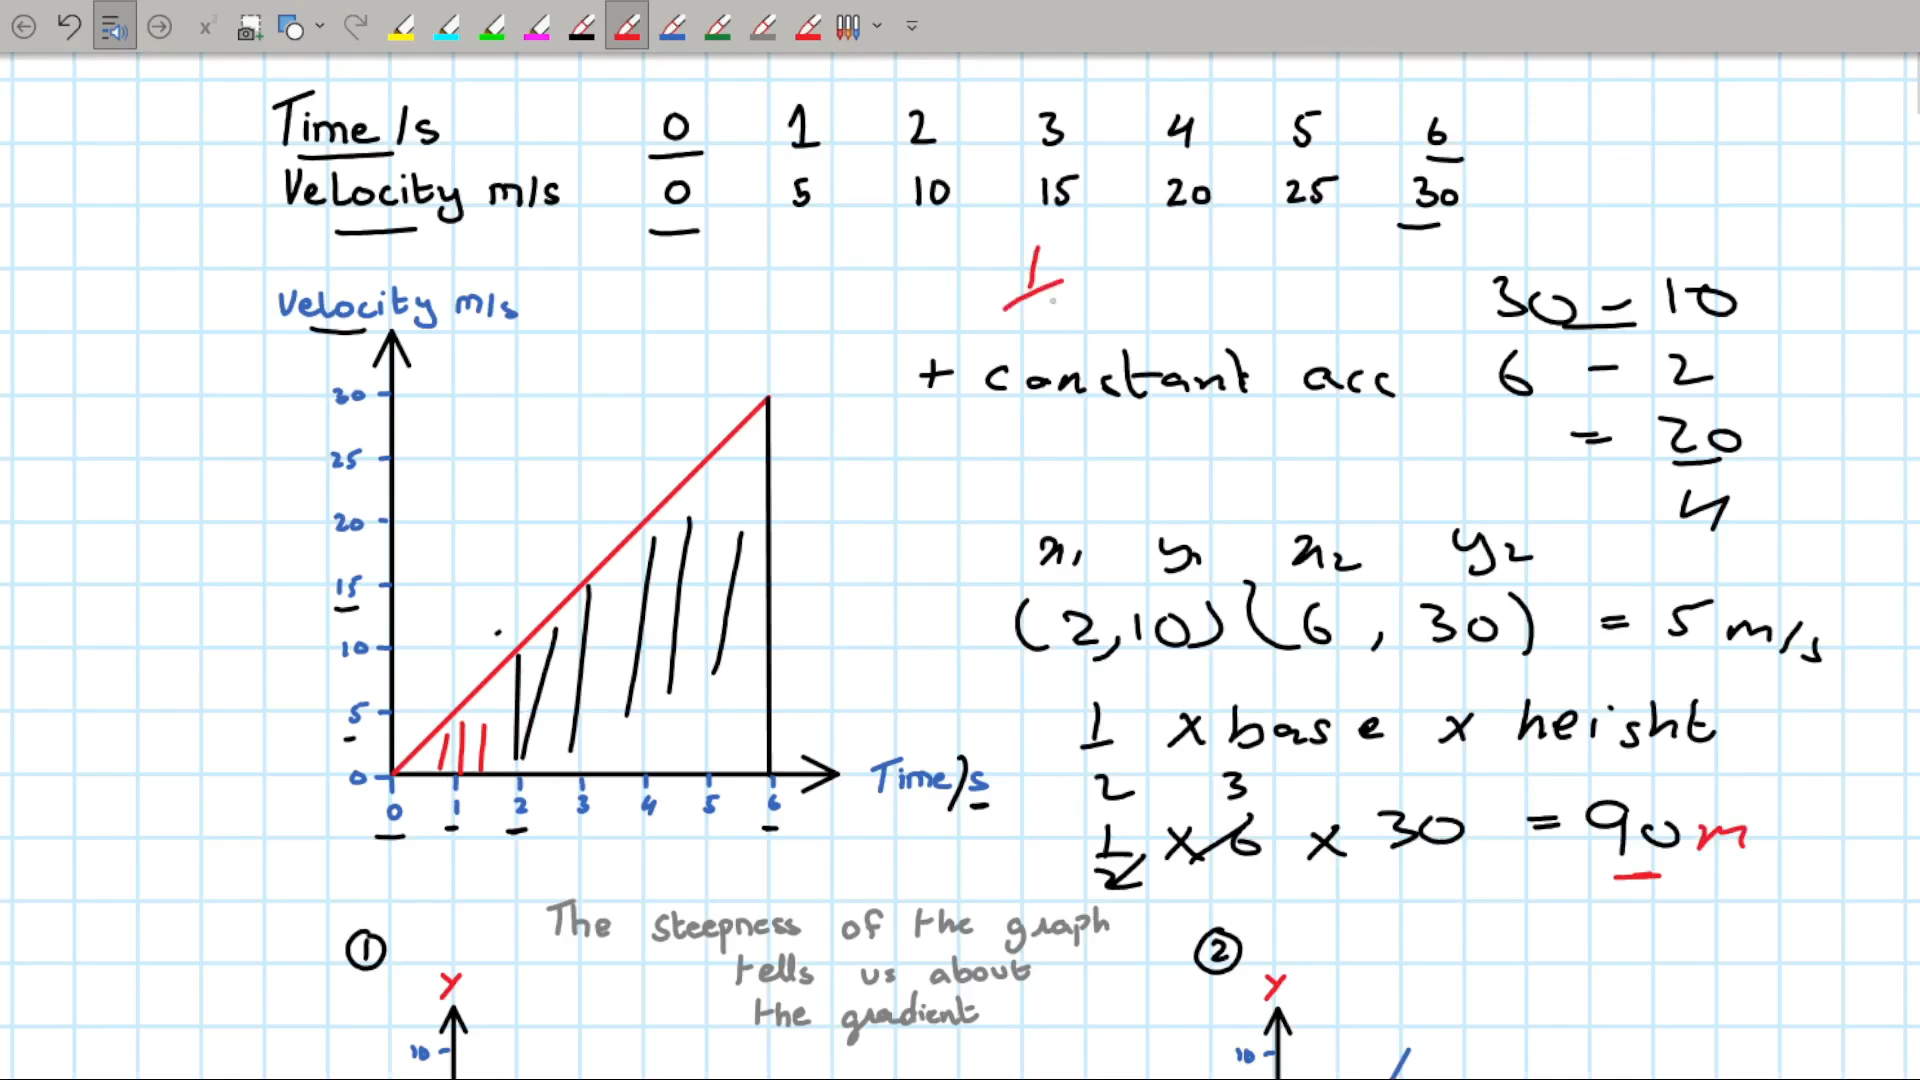 Time/s 0 1 2 3 4 5 6
Velocity m/s 0 5 10 15 20 25 30
1
Velocity m/s
30 - 10
6 - 2
= 20
4
+ constant acc
30
25
20
15
10
5
0
0 1 2 3 4 5 6
Time/s
x1 y1 x2 y2
(2,10) (6, 30) = 5 m/s
1 x base x height
2 3
1 x 6 x 30 = 90 m
2
The steepness of the graph
tells us about
the gradient
1
y
10
2
y
10